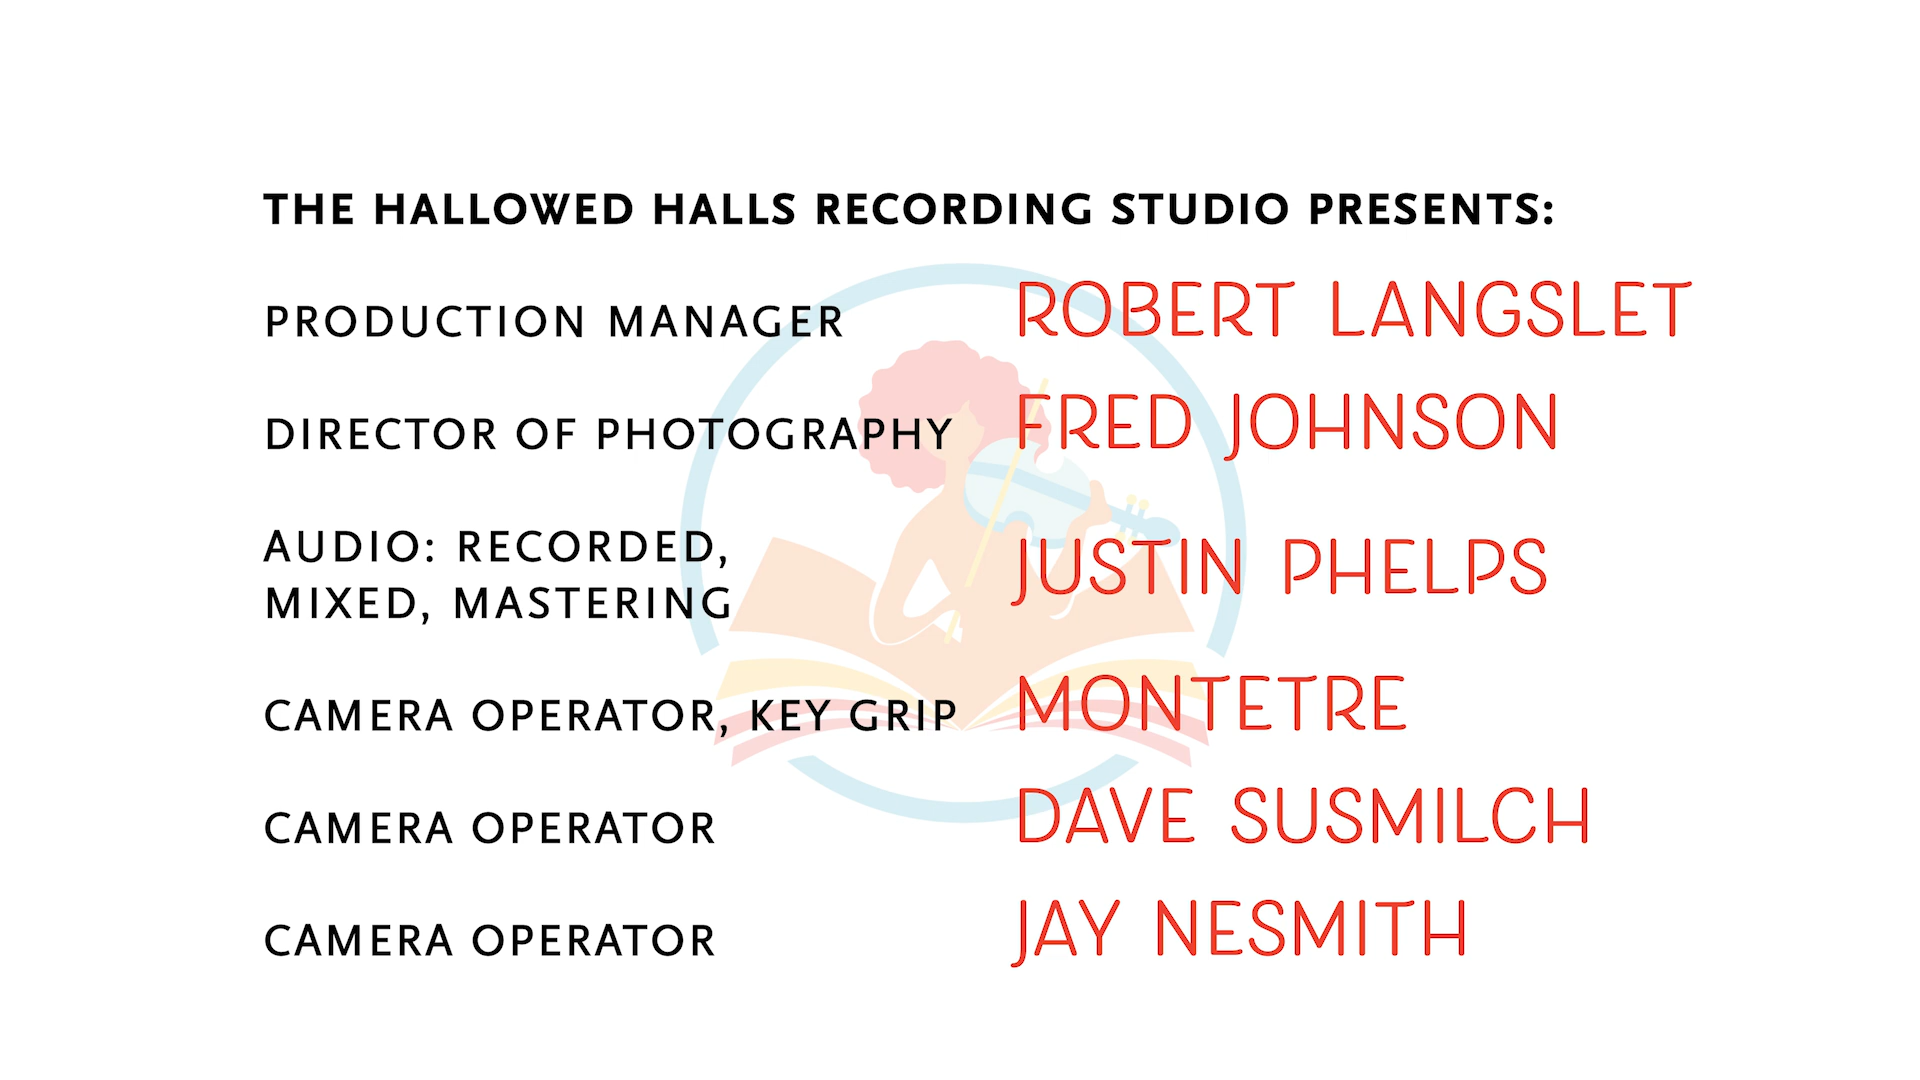 THE HALLOWED HALLS RECORDING STUDIO PRESENTS:
PRODUCTION MANAGER ROBERT LANGSLET
DIRECTOR OF PHOTOGRAPHY FRED JOHNSON
AUDIO: RECORDED,
MIXED, MASTERING JUSTIN PHELPS
CAMERA OPERATOR, KEY GRIP MONTETRE
CAMERA OPERATOR DAVE SUSMILCH
CAMERA OPERATOR JAY NESMITH